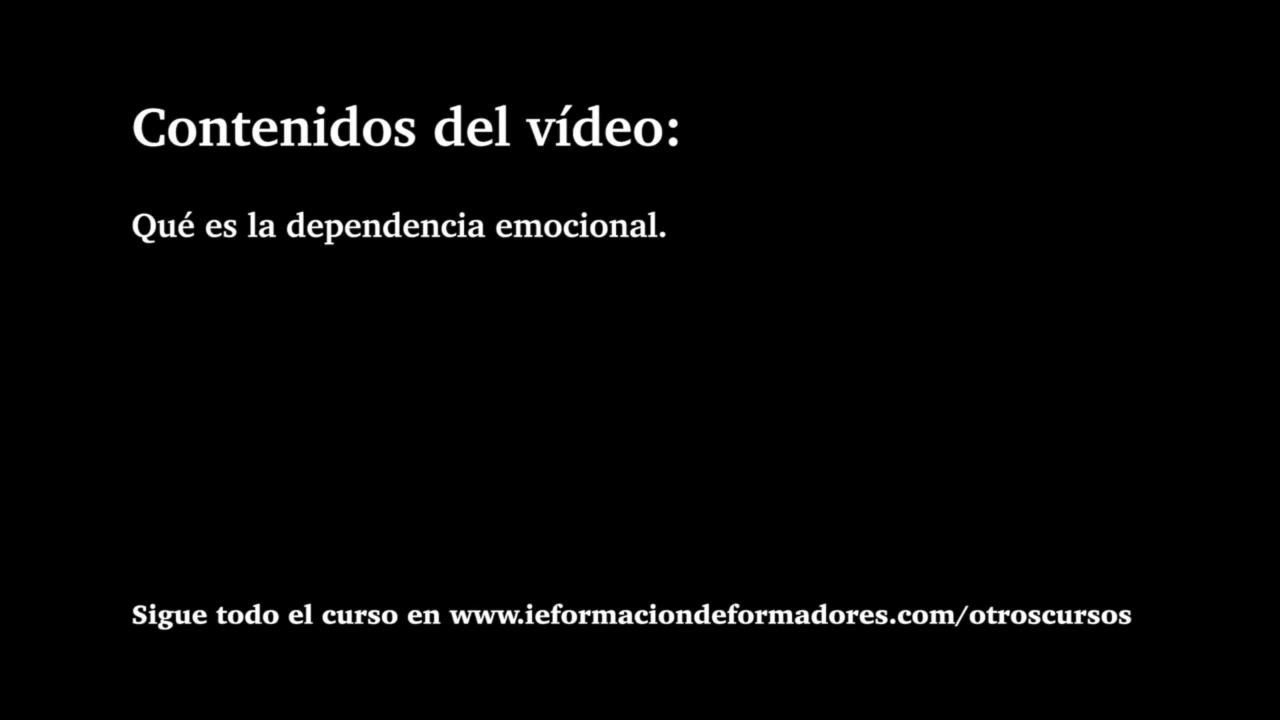 Contenidos del vídeo:
Qué es la dependencia emocional.
Sigue todo el curso en www.ieformaciondeformadores.com/otroscursos